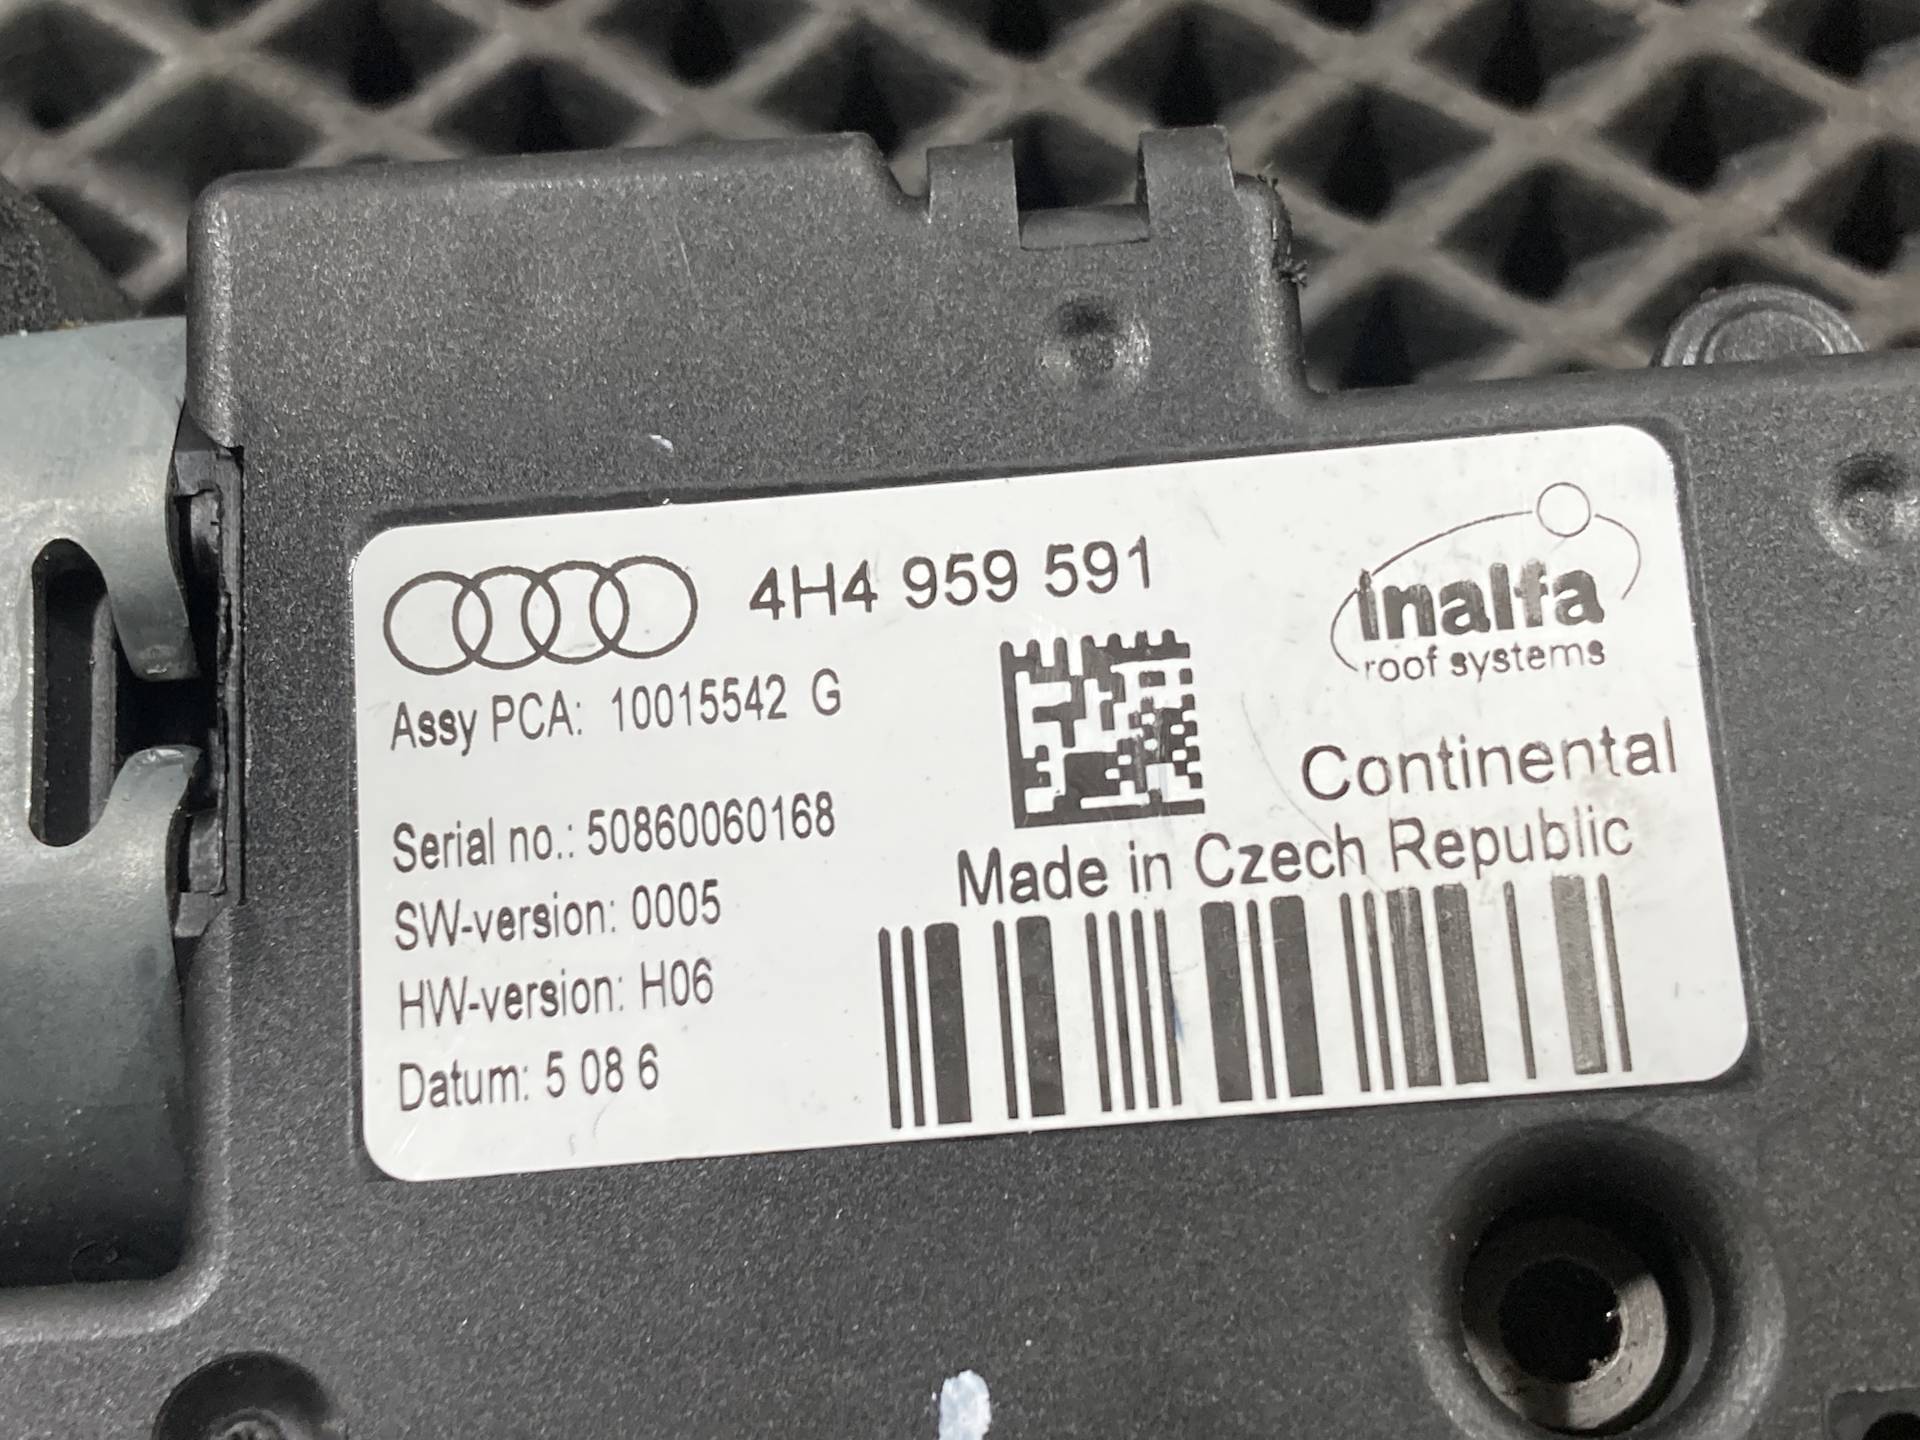 4H4 959 591
Inalfa
roof systems
Assy PCA: 10015542 G
Continental
Serial no.: 50860060168
Made in Czech Republic
SW-version: 0005
HW-version: H06
Datum: 5 08 6